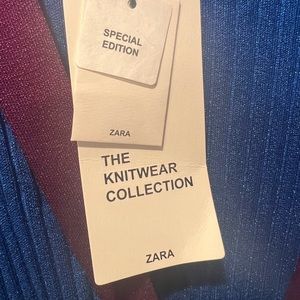 SPECIAL
EDITION
ZARA
THE
KNITWEAR
COLLECTION
ZARA